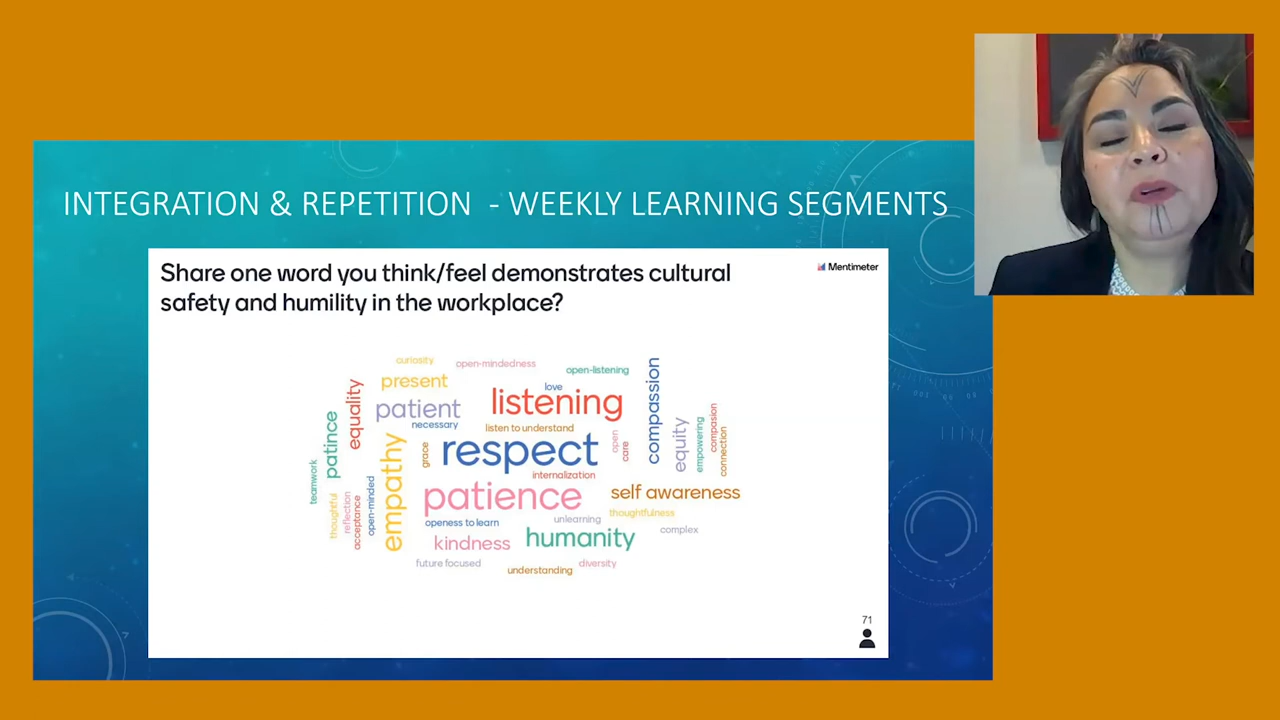 INTEGRATION & REPETITION - WEEKLY LEARNING SEGMENTS
Share one word you think/feel demonstrates cultural
safety and humility in the workplace?
Mentimeter
curiosity
open-mindedness
open-listening
present
love
compassion
equality
patient
listening
necessary
listen to understand
patince
empathy
grace
respect
open
care
equity
empowering
compasion
connection
internalization
teamwork
thoughtful
reflection
acceptance
open-minded
patience
self awareness
openess to learn
unlearning
thoughtfulness
kindness
humanity
complex
future focused
understanding
diversity
71